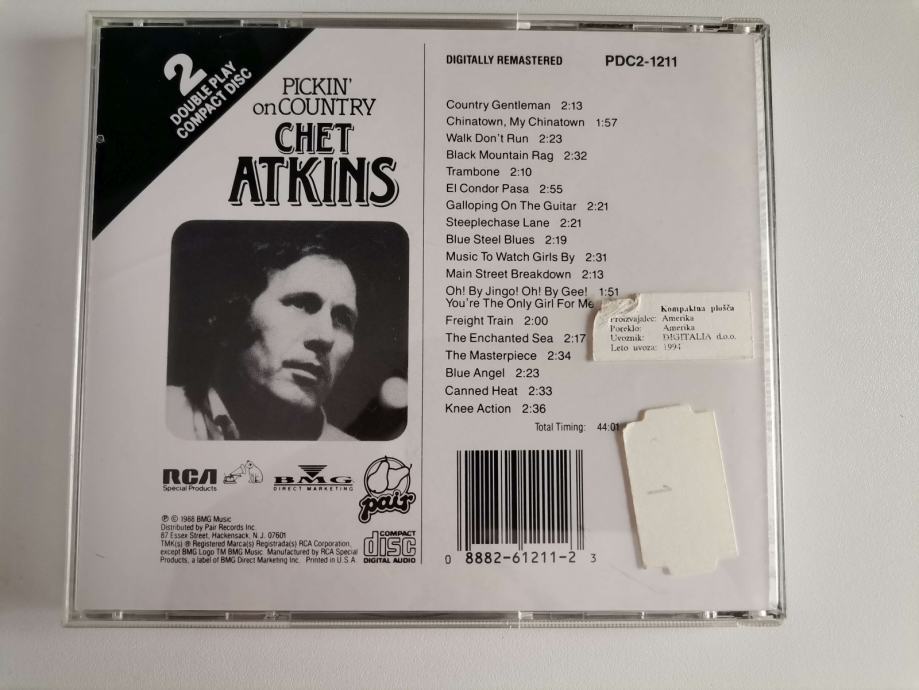 2
DOUBLE PLAY
COMPACT DISC
PICKIN'
on COUNTRY
CHET
ATKINS
RCA
Special Products
BMG
DIRECT MARKETING
pair
℗ © 1988 BMG Music
Distributed by Pair Records Inc.
87 Essex Street, Hackensack, N. J. 07601
TMK(s) ® Registered Marca(s) Registrada(s) RCA Corporation,
except BMG Logo TM BMG Music Manufactured by RCA Special
Products, a label of BMG Direct Marketing Inc. Printed in U.S.A.
COMPACT
disc
DIGITAL AUDIO
DIGITALLY REMASTERED PDC2-1211
Country Gentleman 2:13
Chinatown, My Chinatown 1:57
Walk Don't Run 2:23
Black Mountain Rag 2:32
Trambone 2:10
El Condor Pasa 2:55
Galloping On The Guitar 2:21
Steeplechase Lane 2:21
Blue Steel Blues 2:19
Music To Watch Girls By 2:31
Main Street Breakdown 2:13
Oh! By Jingo! Oh! By Gee! 1:51
You're The Only Girl For Me
Freight Train 2:00
The Enchanted Sea 2:17
The Masterpiece 2:34
Blue Angel 2:23
Canned Heat 2:33
Knee Action 2:36
Total Timing: 44:01
Kompaktna plošča
Proizvajalec: Amerika
Poreklo: Amerika
Uvoznik: DIGITALIA d.o.o.
Leto uvoza: 1994
0 8882-61211-2 3